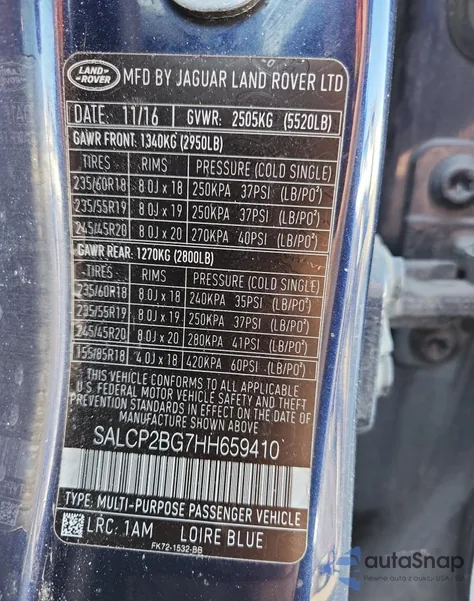 LAND ROVER
MFD BY JAGUAR LAND ROVER LTD
DATE: 11/16 GVWR: 2505KG (5520LB)
GAWR FRONT: 1340KG (2950LB)
TIRES RIMS PRESSURE (COLD SINGLE)
235/60R18 8.0J x 18 250KPA 37PSI (LB/PO²)
235/55R19 8.0J x 19 250KPA 37PSI (LB/PO²)
245/45R20 8.0J x 20 270KPA 40PSI (LB/PO²)
GAWR REAR: 1270KG (2800LB)
TIRES RIMS PRESSURE (COLD SINGLE)
235/60R18 8.0J x 18 240KPA 35PSI (LB/PO²)
235/55R19 8.0J x 19 250KPA 37PSI (LB/PO²)
245/45R20 8.0J x 20 280KPA 41PSI (LB/PO²)
155/85R18 4.0J x 18 420KPA 60PSI (LB/PO²)
THIS VEHICLE CONFORMS TO ALL APPLICABLE
U.S. FEDERAL MOTOR VEHICLE SAFETY AND THEFT
PREVENTION STANDARDS IN EFFECT ON THE DATE OF
MANUFACTURE SHOWN ABOVE.
SALCP2BG7HH659410
TYPE: MULTI-PURPOSE PASSENGER VEHICLE
LRC: 1AM LOIRE BLUE
FK72-1532-BB
autoSnap
Pewne auto z aukcji USA